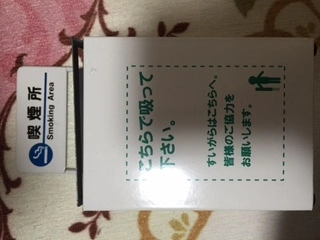 喫煙所
Smoking Area
こちらで吸って
下さい。
すいがらはこちらへ。
皆様のご協力を
お願いします。